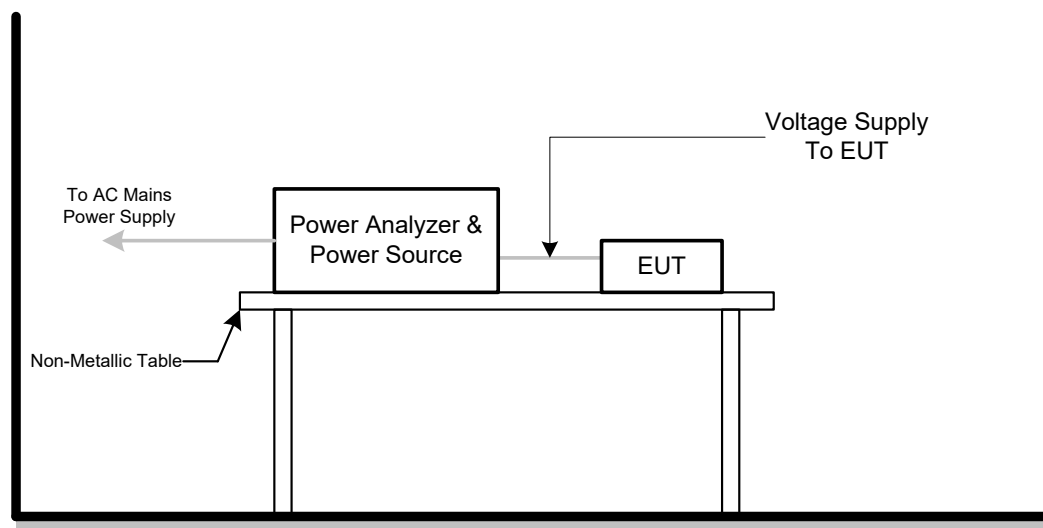 Voltage Supply
To EUT
To AC Mains
Power Supply
Power Analyzer &
Power Source
EUT
Non-Metallic Table